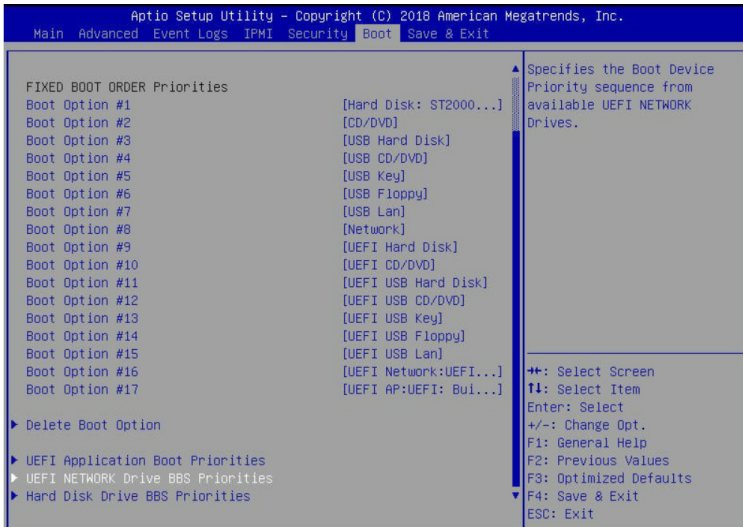 Aptio Setup Utility – Copyright (C) 2018 American Megatrends, Inc.
Main Advanced Event Logs IPMI Security Boot Save & Exit
FIXED BOOT ORDER Priorities
Boot Option #1 [Hard Disk: ST2000...]
Boot Option #2 [CD/DVD]
Boot Option #3 [USB Hard Disk]
Boot Option #4 [USB CD/DVD]
Boot Option #5 [USB Key]
Boot Option #6 [USB Floppy]
Boot Option #7 [USB Lan]
Boot Option #8 [Network]
Boot Option #9 [UEFI Hard Disk]
Boot Option #10 [UEFI CD/DVD]
Boot Option #11 [UEFI USB Hard Disk]
Boot Option #12 [UEFI USB CD/DVD]
Boot Option #13 [UEFI USB Key]
Boot Option #14 [UEFI USB Floppy]
Boot Option #15 [UEFI USB Lan]
Boot Option #16 [UEFI Network:UEFI...]
Boot Option #17 [UEFI AP:UEFI: Bui...]
Delete Boot Option
UEFI Application Boot Priorities
UEFI NETWORK Drive BBS Priorities
Hard Disk Drive BBS Priorities
Specifies the Boot Device
Priority sequence from
available UEFI NETWORK
Drives.
→←: Select Screen
↑↓: Select Item
Enter: Select
+/-: Change Opt.
F1: General Help
F2: Previous Values
F3: Optimized Defaults
F4: Save & Exit
ESC: Exit